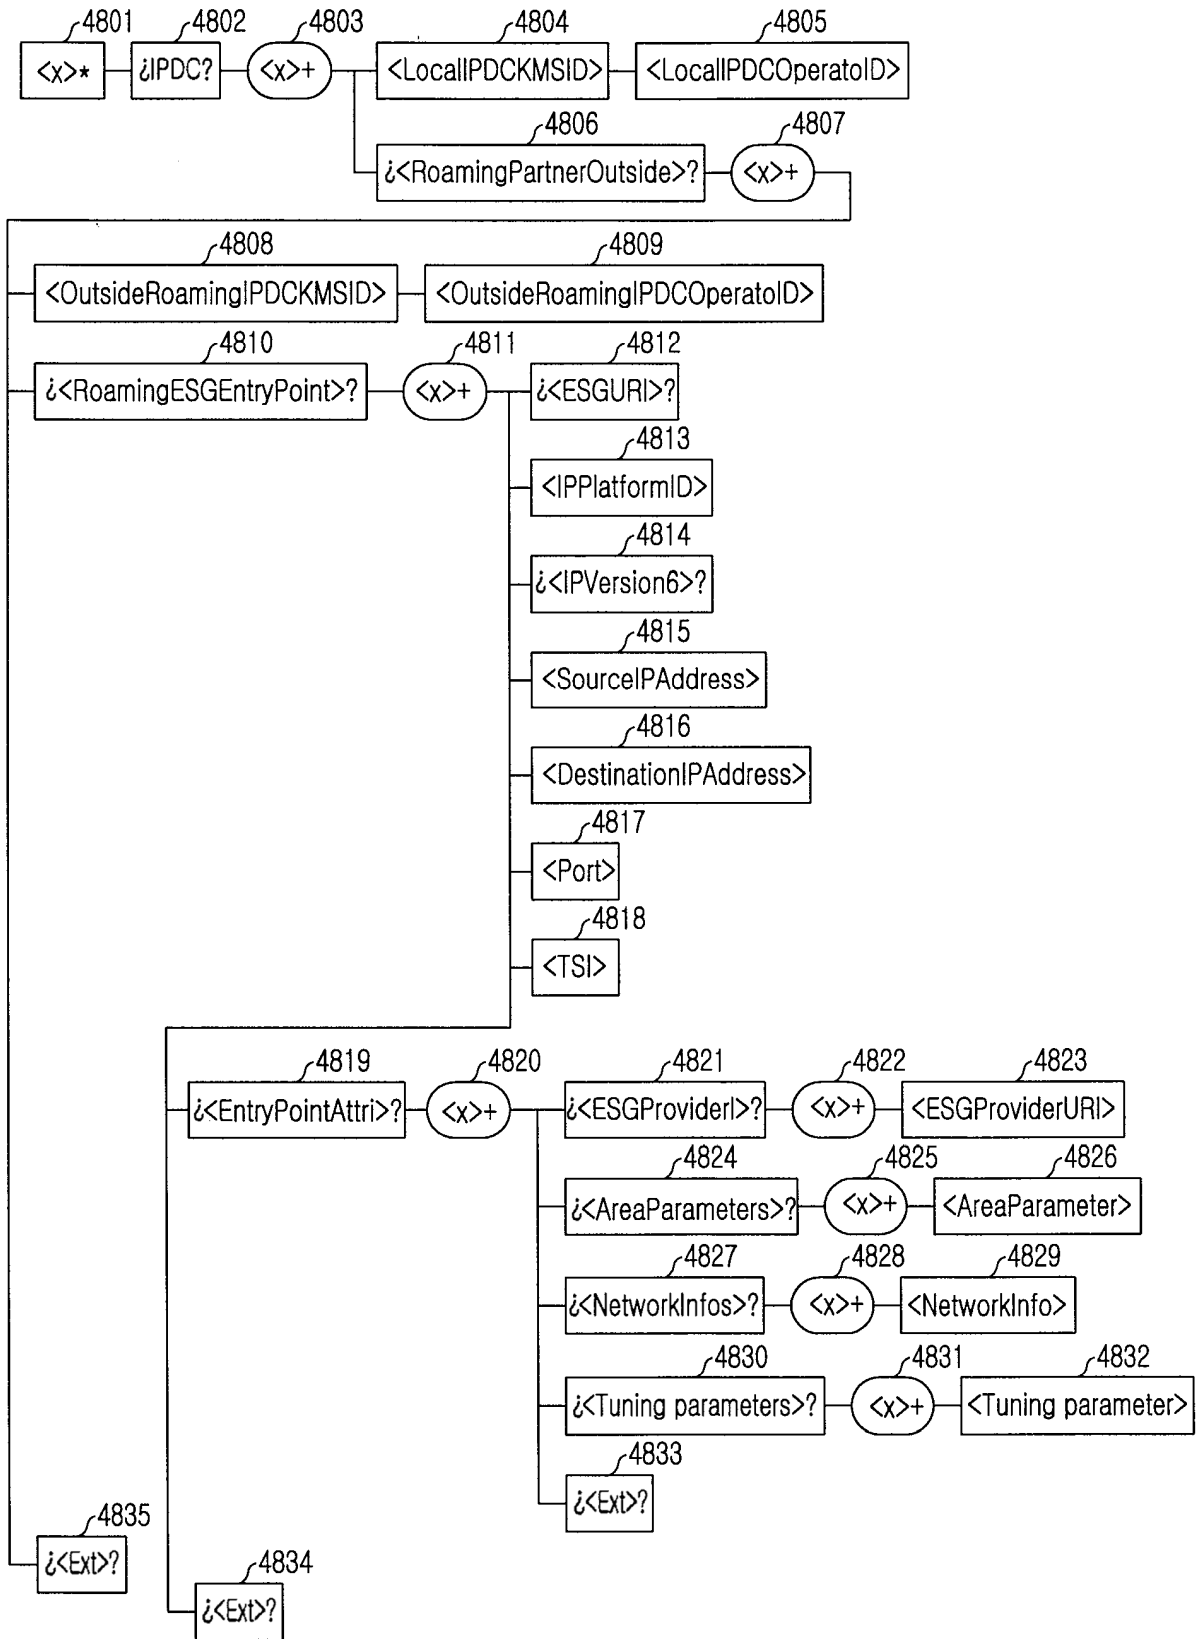 4801 4802 4803 4804 4805
<x>* ¿IPDC? <x>+ <LocalIPDCKMSID> <LocalIPDCOperatoID>
4806 4807
¿<RoamingPartnerOutside>? <x>+
4808 4809
<OutsideRoamingIPDCKMSID> <OutsideRoamingIPDCOperatoID>
4810 4811 4812
¿<RoamingESGEntryPoint>? <x>+ ¿<ESGURI>?
4813
<IPPlatformID>
4814
¿<IPVersion6>?
4815
<SourceIPAddress>
4816
<DestinationIPAddress>
4817
<Port>
4818
<TSI>
4819 4820 4821 4822 4823
¿<EntryPointAttri>? <x>+ ¿<ESGProviderI>? <x>+ <ESGProviderURI>
4824 4825 4826
¿<AreaParameters>? <x>+ <AreaParameter>
4827 4828 4829
¿<NetworkInfos>? <x>+ <NetworkInfo>
4830 4831 4832
¿<Tuning parameters>? <x>+ <Tuning parameter>
4833
¿<Ext>?
4835
¿<Ext>?
4834
¿<Ext>?